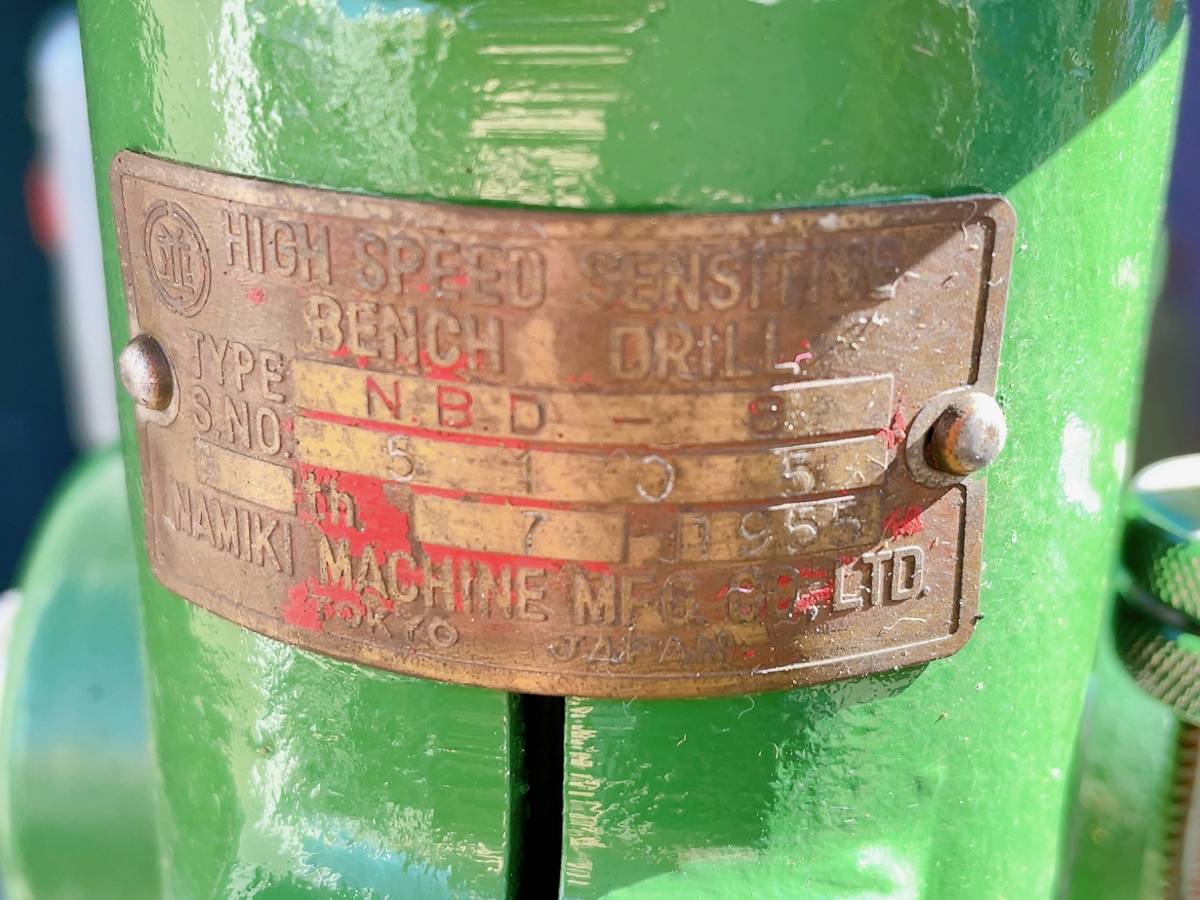 HIGH SPEED SENSITIVE
BENCH DRILL
TYPE N.B.D - 8
S.NO. 5 1 0 5
th. 7 1955
NAMIKI MACHINE MFG. CO. LTD.
TOKYO JAPAN